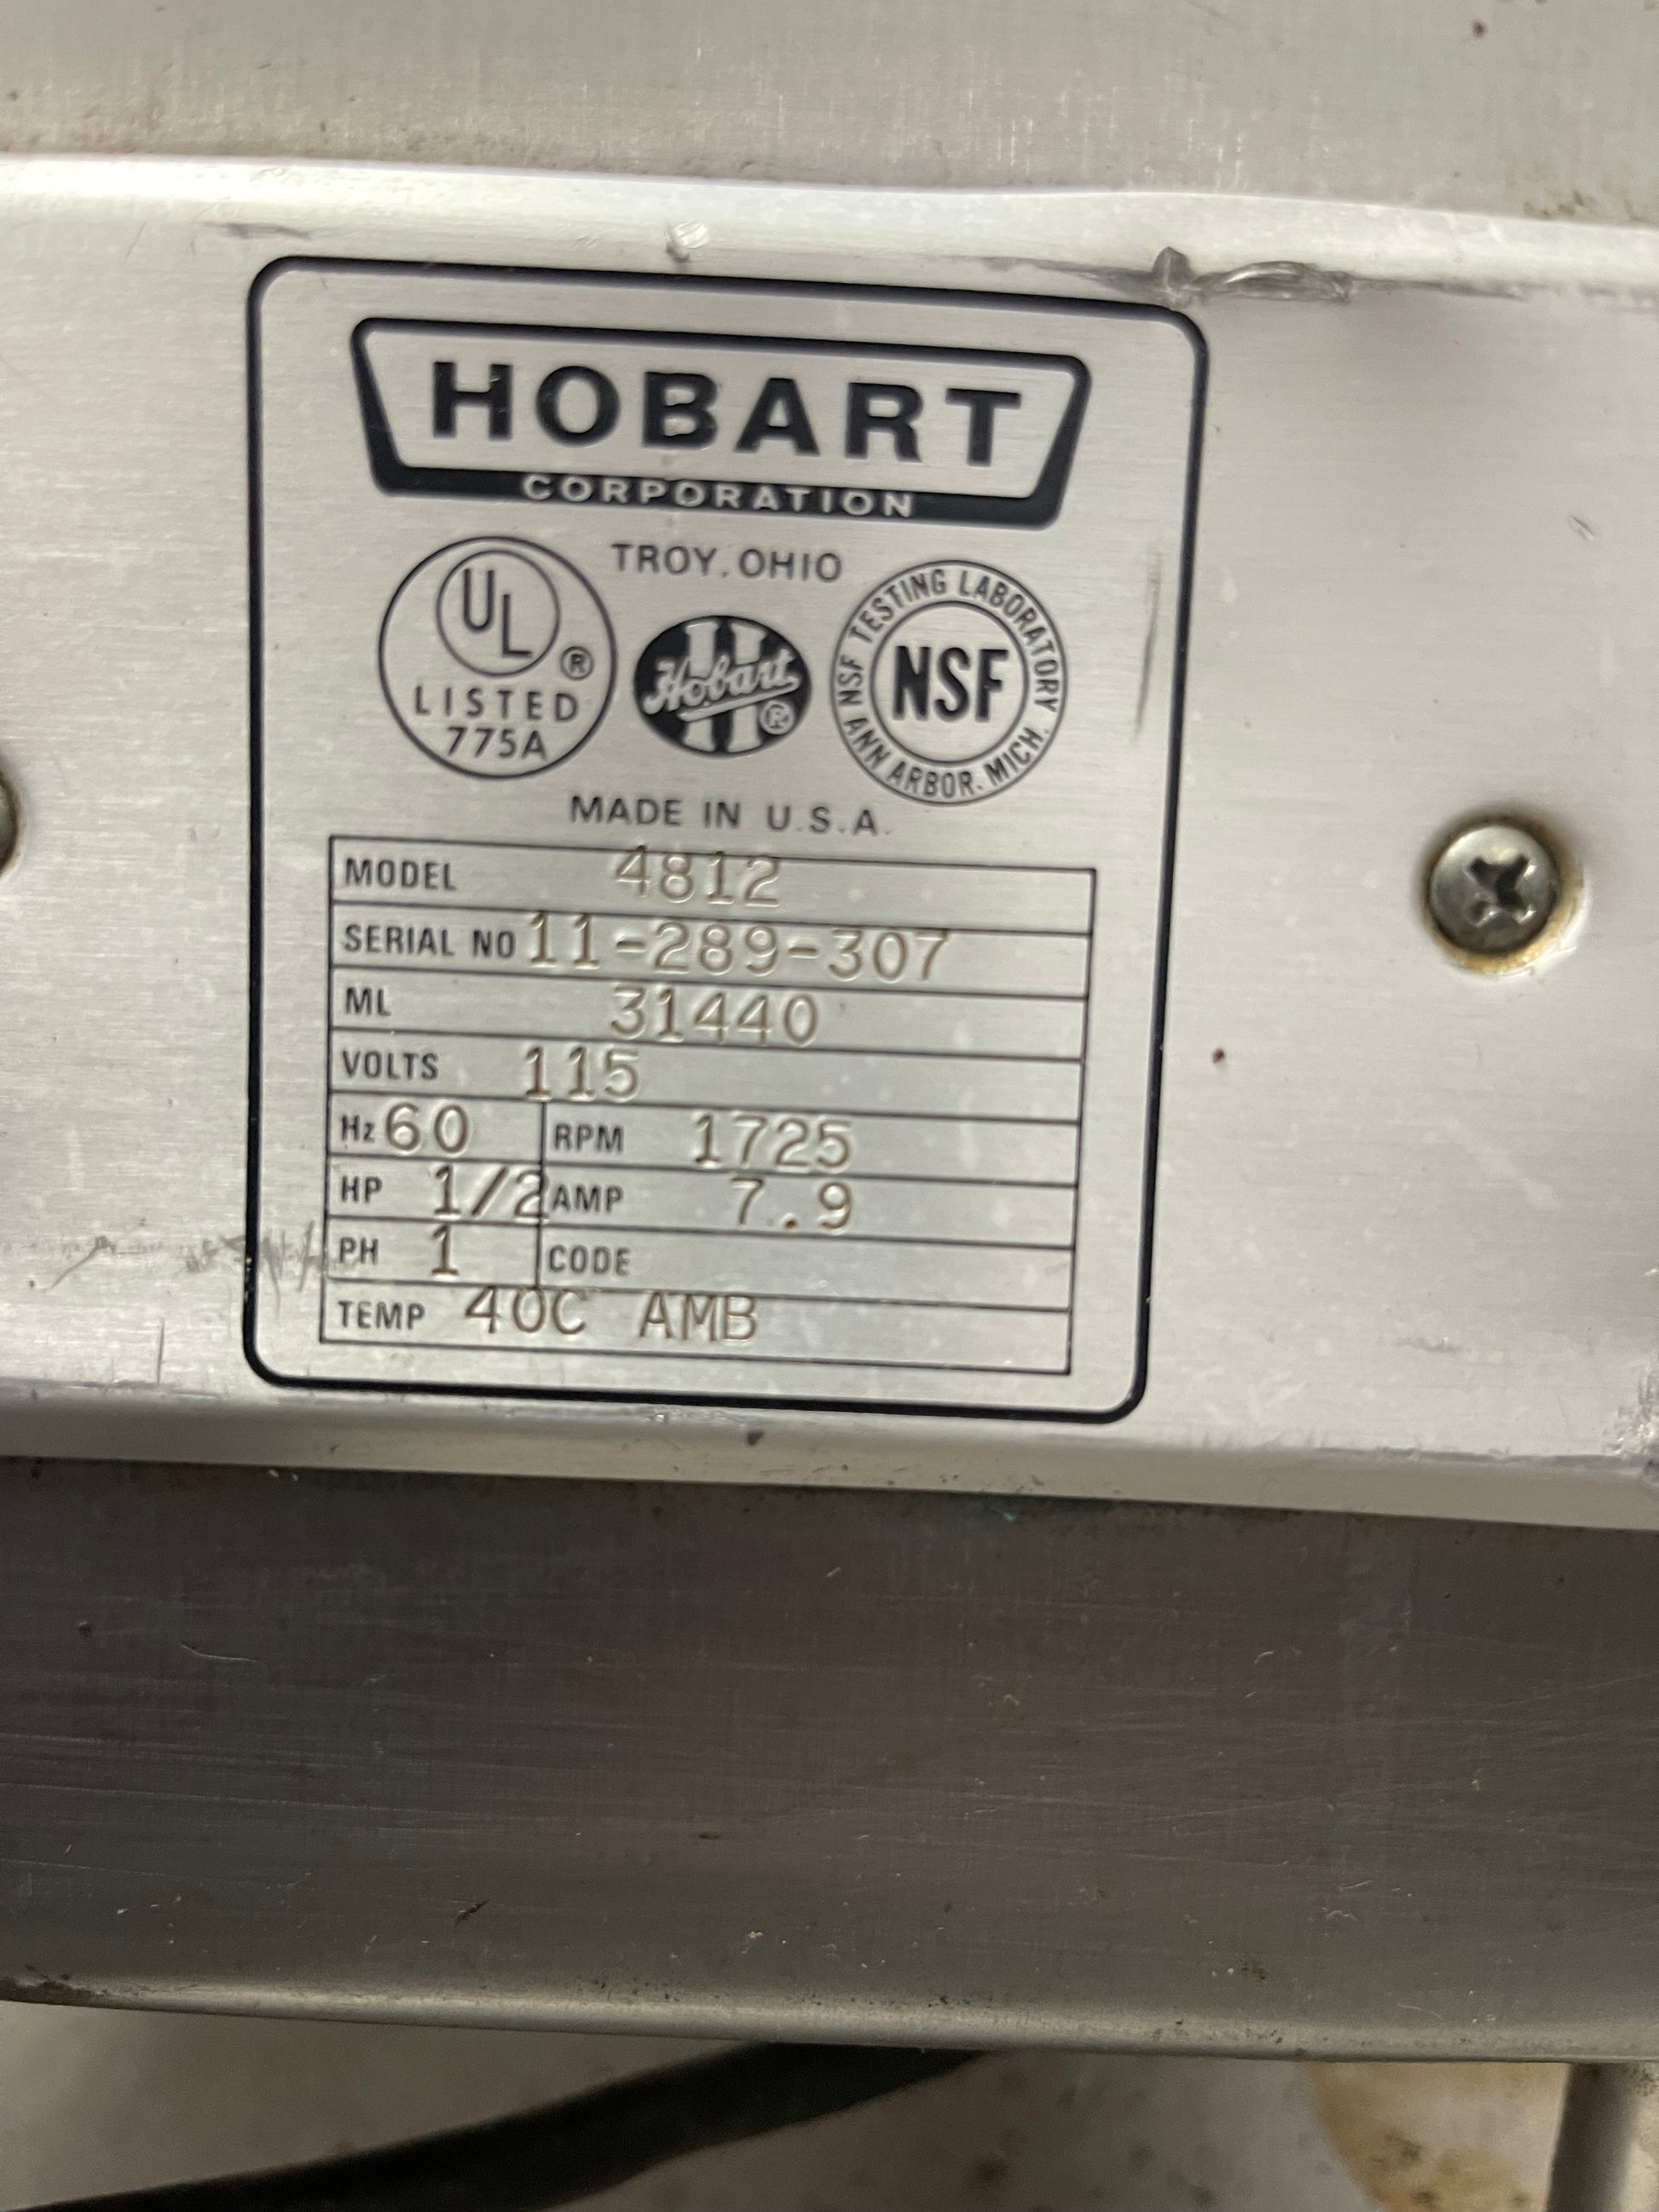 HOBART
CORPORATION
TROY, OHIO
UL ®
LISTED
775A
Hobart ®
NSF TESTING LABORATORY
NSF
ANN ARBOR, MICH.
MADE IN U.S.A.
MODEL 4812
SERIAL NO 11-289-307
ML 31440
VOLTS 115
Hz 60 RPM 1725
HP 1/2 AMP 7.9
PH 1 CODE
TEMP 40C AMB